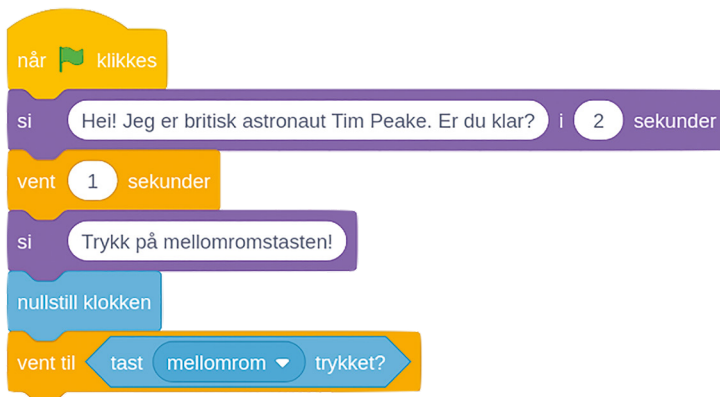 når klikkes
si Hei! Jeg er britisk astronaut Tim Peake. Er du klar? i 2 sekunder
vent 1 sekunder
si Trykk på mellomromstasten!
nullstill klokken
vent til tast mellomrom trykket?